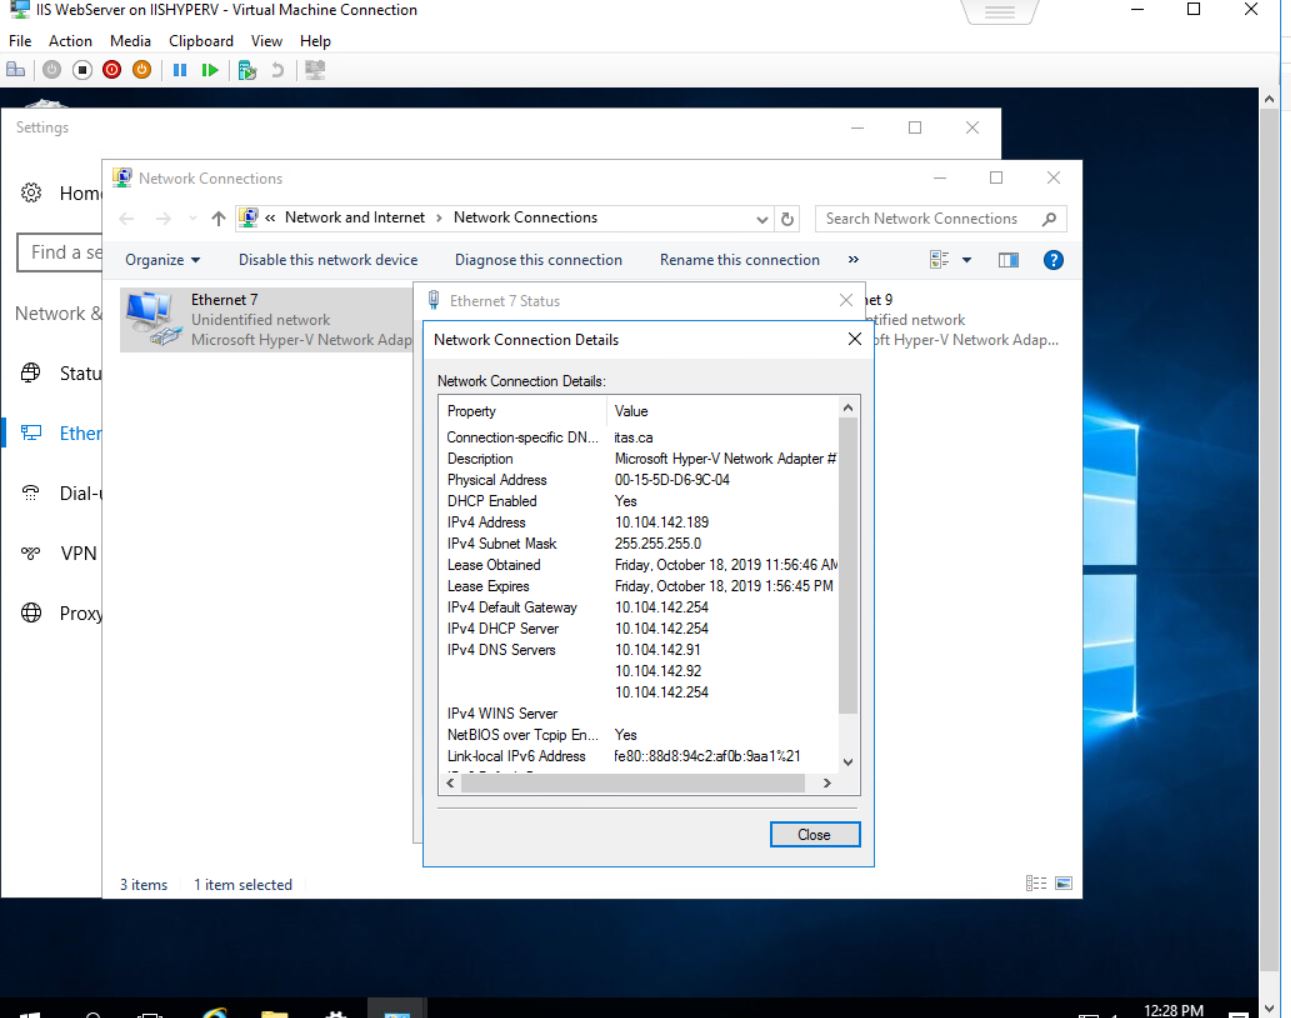 IIS WebServer on IISHYPERV - Virtual Machine Connection
File Action Media Clipboard View Help
Settings
Network Connections
Home
« Network and Internet › Network Connections
Search Network Connections
Find a se
Organize Disable this network device Diagnose this connection Rename this connection »
Ethernet 7
Unidentified network
Microsoft Hyper-V Network Adap
Ethernet 7 Status
net 9
ntified network
oft Hyper-V Network Adap...
Network &
Statu
Ether
Dial-u
VPN
Proxy
Network Connection Details
Network Connection Details:
Property Value
Connection-specific DN... itas.ca
Description Microsoft Hyper-V Network Adapter #
Physical Address 00-15-5D-D6-9C-04
DHCP Enabled Yes
IPv4 Address 10.104.142.189
IPv4 Subnet Mask 255.255.255.0
Lease Obtained Friday, October 18, 2019 11:56:46 AM
Lease Expires Friday, October 18, 2019 1:56:45 PM
IPv4 Default Gateway 10.104.142.254
IPv4 DHCP Server 10.104.142.254
IPv4 DNS Servers 10.104.142.91
10.104.142.92
10.104.142.254
IPv4 WINS Server
NetBIOS over Tcpip En... Yes
Link-local IPv6 Address fe80::88d8:94c2:af0b:9aa1%21
Close
3 items 1 item selected
12:28 PM